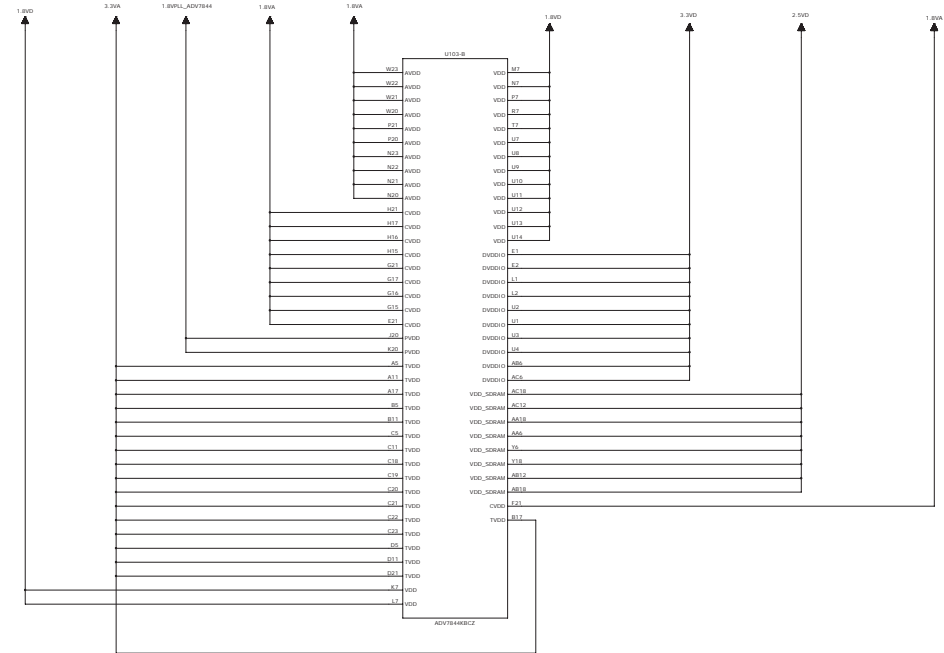 1.8VD
3.3VA
1.8VPLL_ADV7844
1.8VA
1.8VA
1.8VD
3.3VD
2.5VD
1.8VA
U103-B
W23 AVDD VDD M7
W22 AVDD VDD N7
W21 AVDD VDD P7
W20 AVDD VDD R7
P21 AVDD VDD T7
P20 AVDD VDD U7
N23 AVDD VDD U8
N22 AVDD VDD U9
N21 AVDD VDD U10
N20 AVDD VDD U11
H21 CVDD VDD U12
H17 CVDD VDD U13
H16 CVDD VDD U14
H15 CVDD DVDDIO E1
G21 CVDD DVDDIO E2
G17 CVDD DVDDIO L1
G16 CVDD DVDDIO L2
G15 CVDD DVDDIO U2
E21 CVDD DVDDIO U1
J20 PVDD DVDDIO U3
K20 PVDD DVDDIO U4
A5 TVDD DVDDIO AB6
A11 TVDD DVDDIO AC6
A17 TVDD VDD_SDRAM AC18
B5 TVDD VDD_SDRAM AC12
B11 TVDD VDD_SDRAM AA18
C5 TVDD VDD_SDRAM AA6
C11 TVDD VDD_SDRAM Y6
C18 TVDD VDD_SDRAM Y18
C19 TVDD VDD_SDRAM AB12
C20 TVDD VDD_SDRAM AB18
C21 TVDD CVDD F21
C22 TVDD TVDD B17
C23 TVDD
D5 TVDD
D11 TVDD
D21 TVDD
K7 VDD
L7 VDD
ADV7844KBCZ